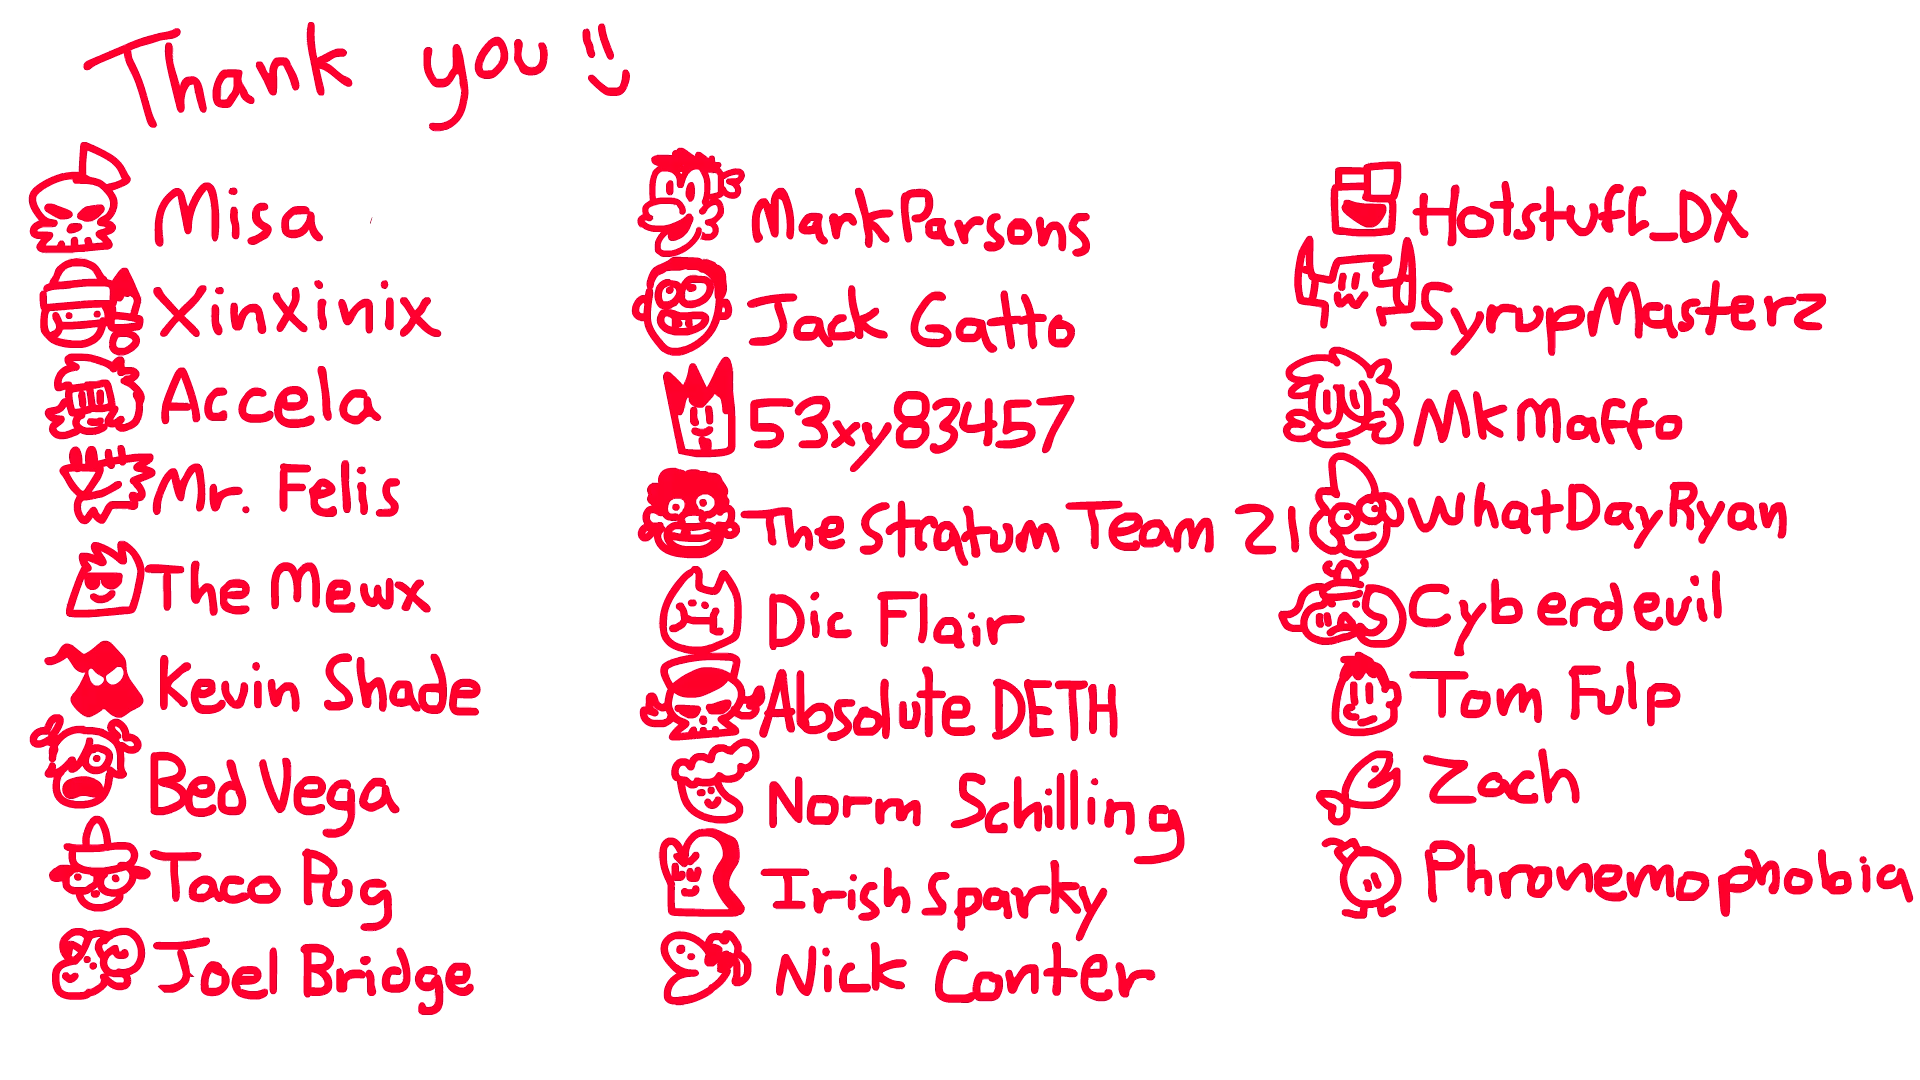 Thank you
Misa
Xinxinix
Accela
Mr. Felis
The Mewx
Kevin Shade
Bed Vega
Taco Pug
Joel Bridge
MarkParsons
Jack Gatto
53xy83457
The Stratum Team 21
Dic Flair
Absolute DETH
Norm Schilling
Irish Sparky
Nick Conter
Hotstuff_DX
SyrupMasterz
MKMaffo
WhatDayRyan
Cyberdevil
Tom Fulp
Zach
Phronemophobia